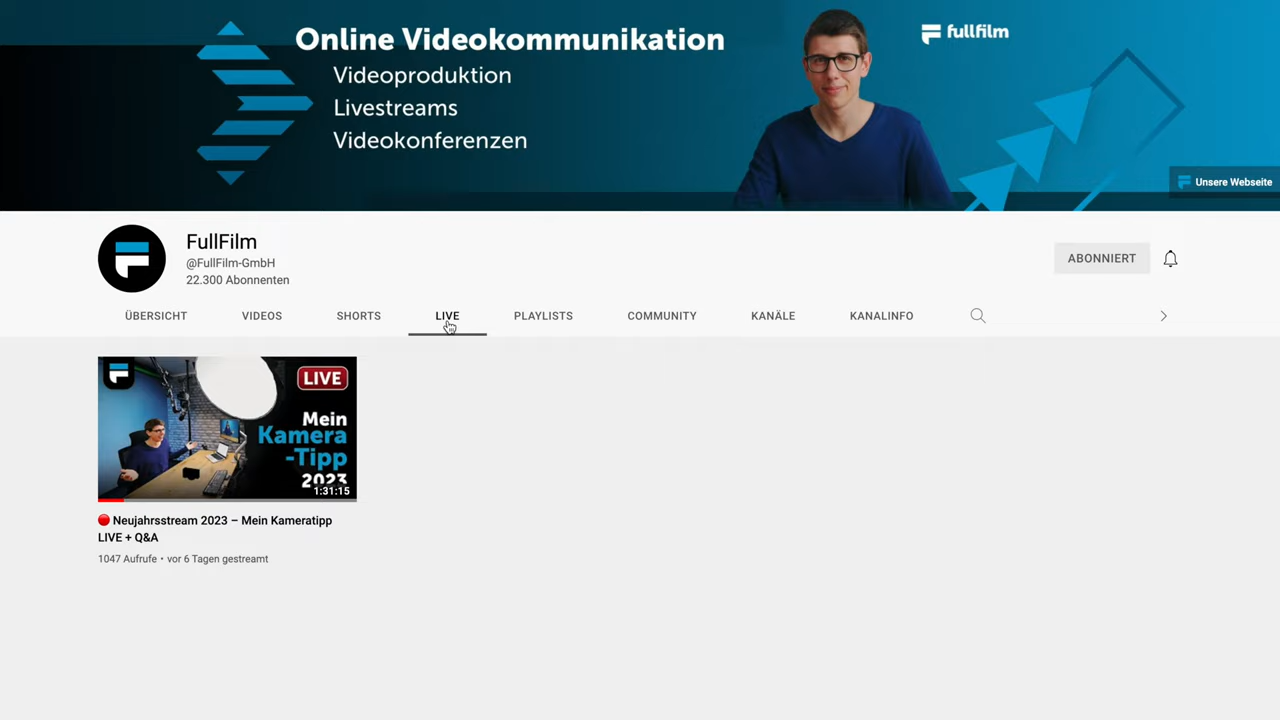 Online Videokommunikation
Videoproduktion
Livestreams
Videokonferenzen
fullfilm
Unsere Webseite
FullFilm
@FullFilm-GmbH
22.300 Abonnenten
ABONNIERT
ÜBERSICHT VIDEOS SHORTS LIVE PLAYLISTS COMMUNITY KANÄLE KANALINFO
LIVE
Mein
Kamera
-Tipp
2023
1:31:15
🔴 Neujahrsstream 2023 – Mein Kameratipp
LIVE + Q&A
1047 Aufrufe • vor 6 Tagen gestreamt